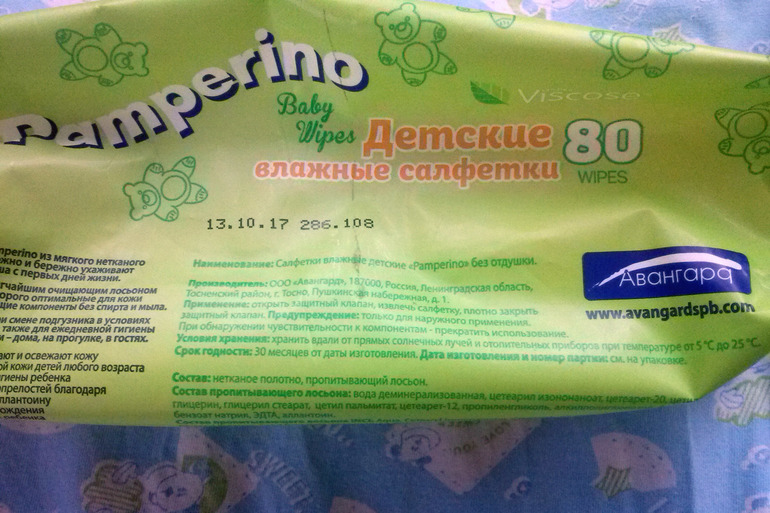 Pamperino
Viscose
Baby
Wipes
Детские
влажные салфетки
80
WIPES
13.10.17 286.108
из мягкого нетканого
и бережно ухаживают
с первых дней жизни.
очищающим лосьоном
оптимальные для кожи
компоненты без спирта и мыла.
смене подгузника в условиях
также для ежедневной гигиены
– дома, на прогулке, в гостях.
и освежают кожу
кожи детей любого возраста
ребенка
благодаря
Наименование: Салфетки влажные детские «Pamperino» без отдушки.
Производитель: ООО «Авангард», 187000, Россия, Ленинградская область,
Тосненский район, г. Тосно, Пушкинская набережная, д. 1.
Применение: открыть защитный клапан, извлечь салфетку, плотно закрыть
защитный клапан. Предупреждение: только для наружного применения.
При обнаружении чувствительности к компонентам - прекратить использование.
Условия хранения: хранить вдали от прямых солнечных лучей и отопительных приборов при температуре от 5 °С до 25 °С.
Срок годности: 30 месяцев от даты изготовления. Дата изготовления и номер партии: см. на упаковке.
Состав: нетканое полотно, пропитывающий лосьон.
Состав пропитывающего лосьона: вода деминерализованная, цетеарил изононаноат, цетеарет-20,
глицерин, глицерил стеарат, цетил пальмитат, цетеарет-12, пропиленгликоль,
бензоат натрия, ЭДТА, аллантоин.
Авангард
www.avangardspb.com
SWEET